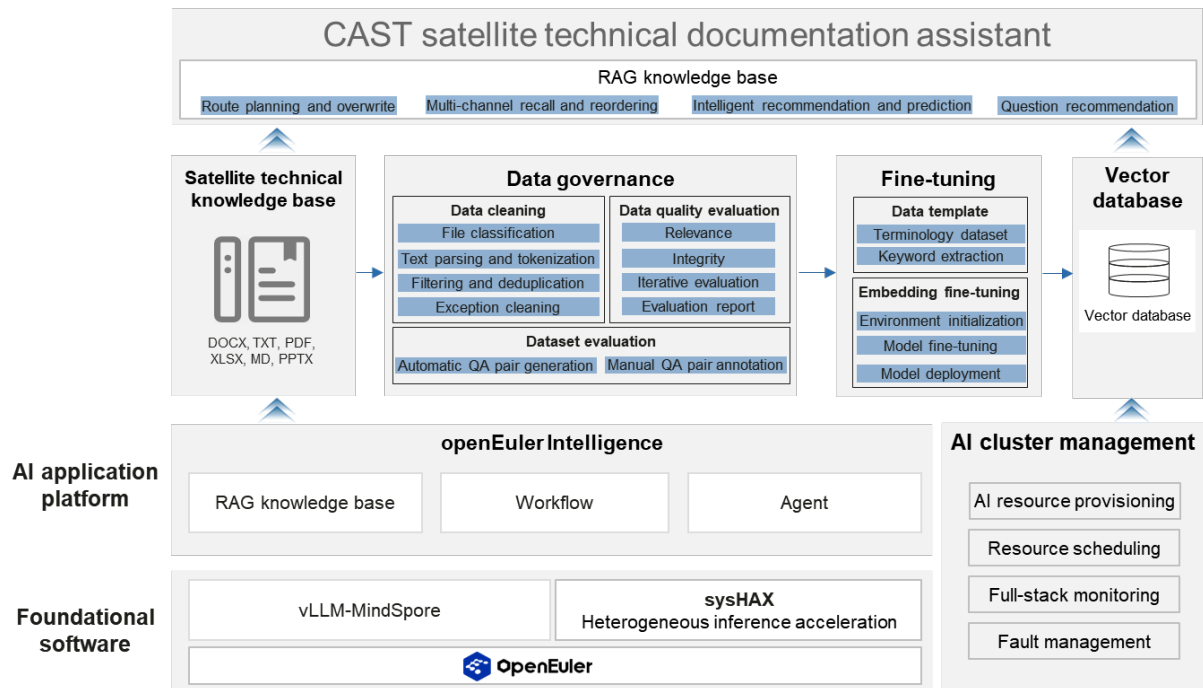 CAST satellite technical documentation assistant
RAG knowledge base
Route planning and overwrite
Multi-channel recall and reordering
Intelligent recommendation and prediction
Question recommendation
Satellite technical
knowledge base
DOCX, TXT, PDF,
XLSX, MD, PPTX
Data governance
Data cleaning
File classification
Text parsing and tokenization
Filtering and deduplication
Exception cleaning
Data quality evaluation
Relevance
Integrity
Iterative evaluation
Evaluation report
Dataset evaluation
Automatic QA pair generation
Manual QA pair annotation
Fine-tuning
Data template
Terminology dataset
Keyword extraction
Embedding fine-tuning
Environment initialization
Model fine-tuning
Model deployment
Vector
database
Vector database
AI application
platform
openEuler Intelligence
RAG knowledge base
Workflow
Agent
AI cluster management
AI resource provisioning
Resource scheduling
Full-stack monitoring
Fault management
Foundational
software
vLLM-MindSpore
sysHAX
Heterogeneous inference acceleration
OpenEuler